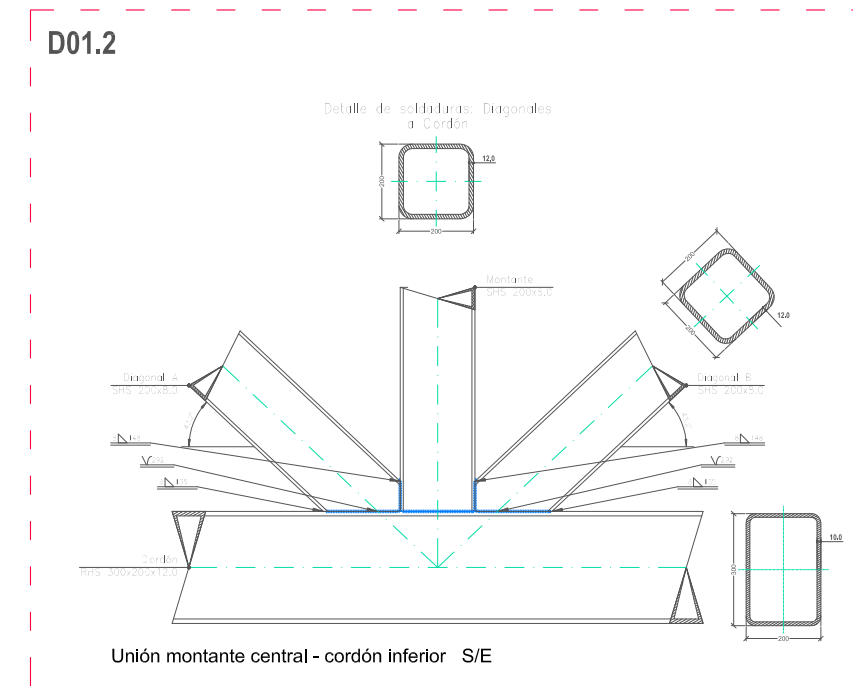 D01.2
Detalle de soldaduras: Diagonales
a Cordón
12,0
200
200
Montante
SHS 200x8.0
200
200
12.0
Diagonal A
SHS 200x8.0
Diagonal B
SHS 200x8.0
Cordón
RHS 300x200x12.0
10.0
300
200
Unión montante central - cordón inferior S/E